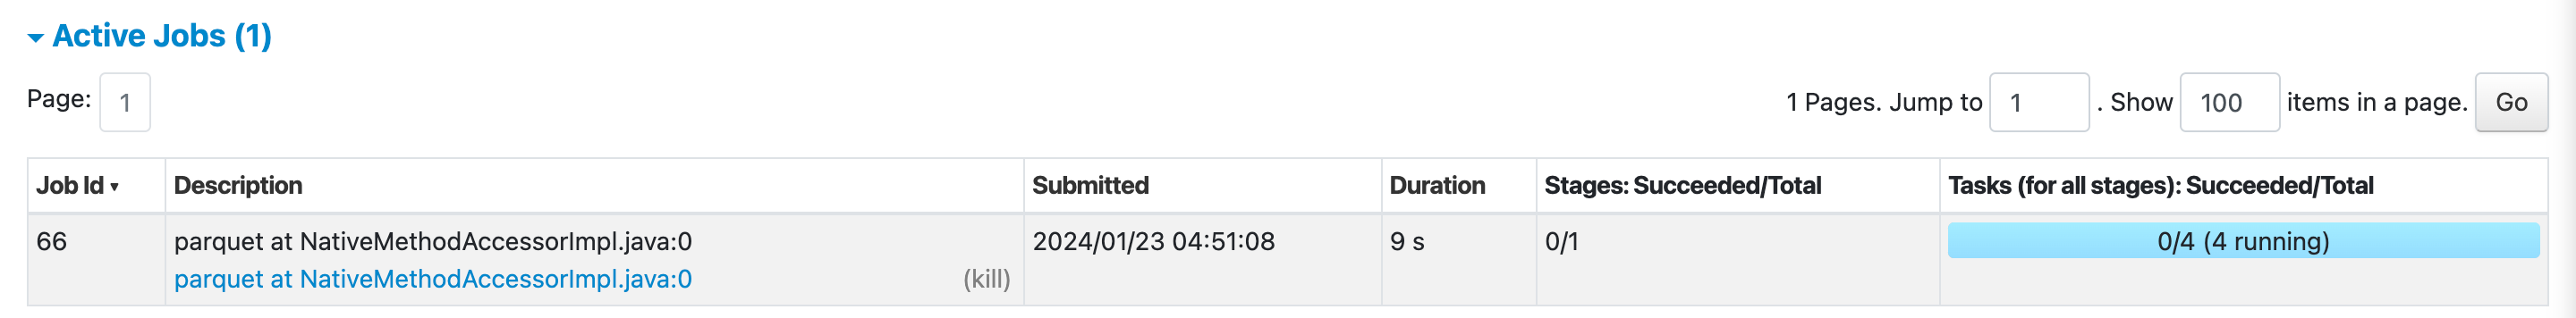 Active Jobs (1)
Page: 1
1 Pages. Jump to 1 . Show 100 items in a page. Go
Job Id ▾ Description Submitted Duration Stages: Succeeded/Total Tasks (for all stages): Succeeded/Total
66 parquet at NativeMethodAccessorImpl.java:0 2024/01/23 04:51:08 9 s 0/1 0/4 (4 running)
parquet at NativeMethodAccessorImpl.java:0 (kill)